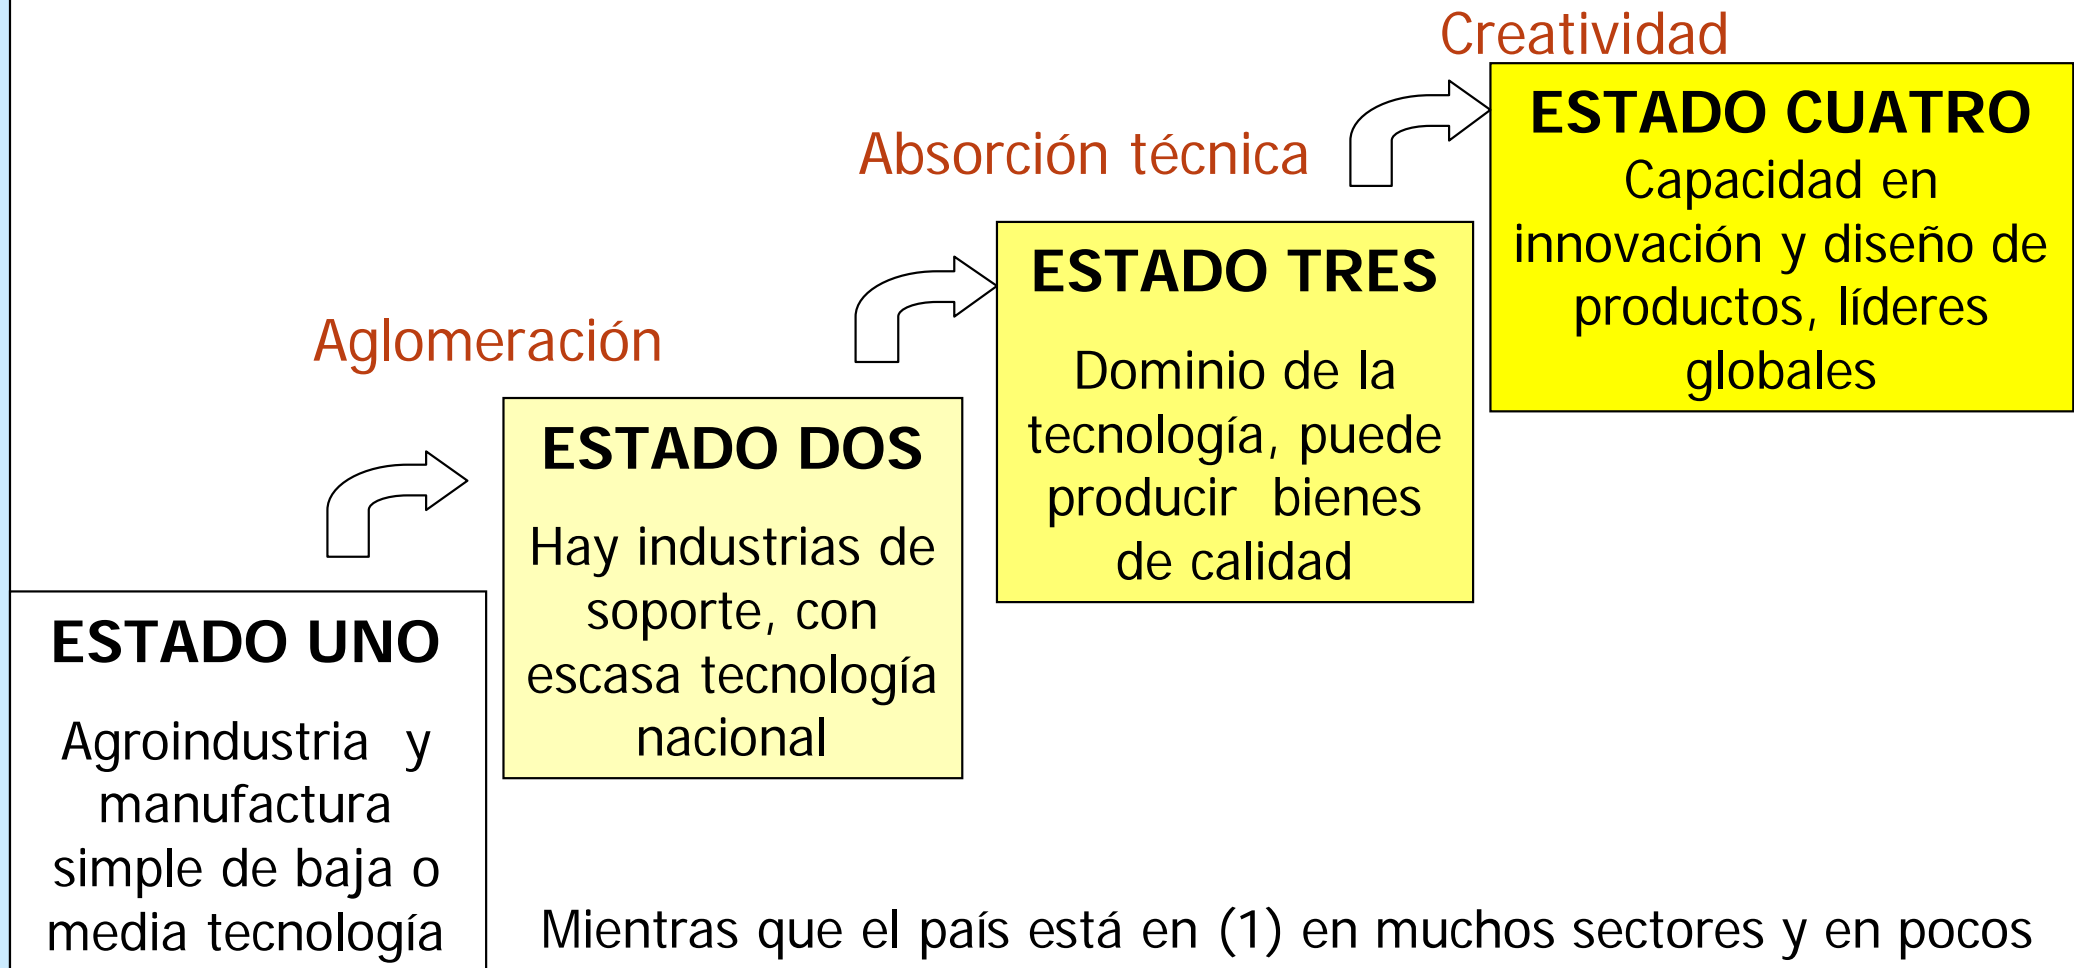 Creatividad
ESTADO CUATRO
Capacidad en
innovación y diseño de
productos, líderes
globales
Absorción técnica
ESTADO TRES
Dominio de la
tecnología, puede
producir bienes
de calidad
Aglomeración
ESTADO DOS
Hay industrias de
soporte, con
escasa tecnología
nacional
ESTADO UNO
Agroindustria y
manufactura
simple de baja o
media tecnología
Mientras que el país está en (1) en muchos sectores y en pocos